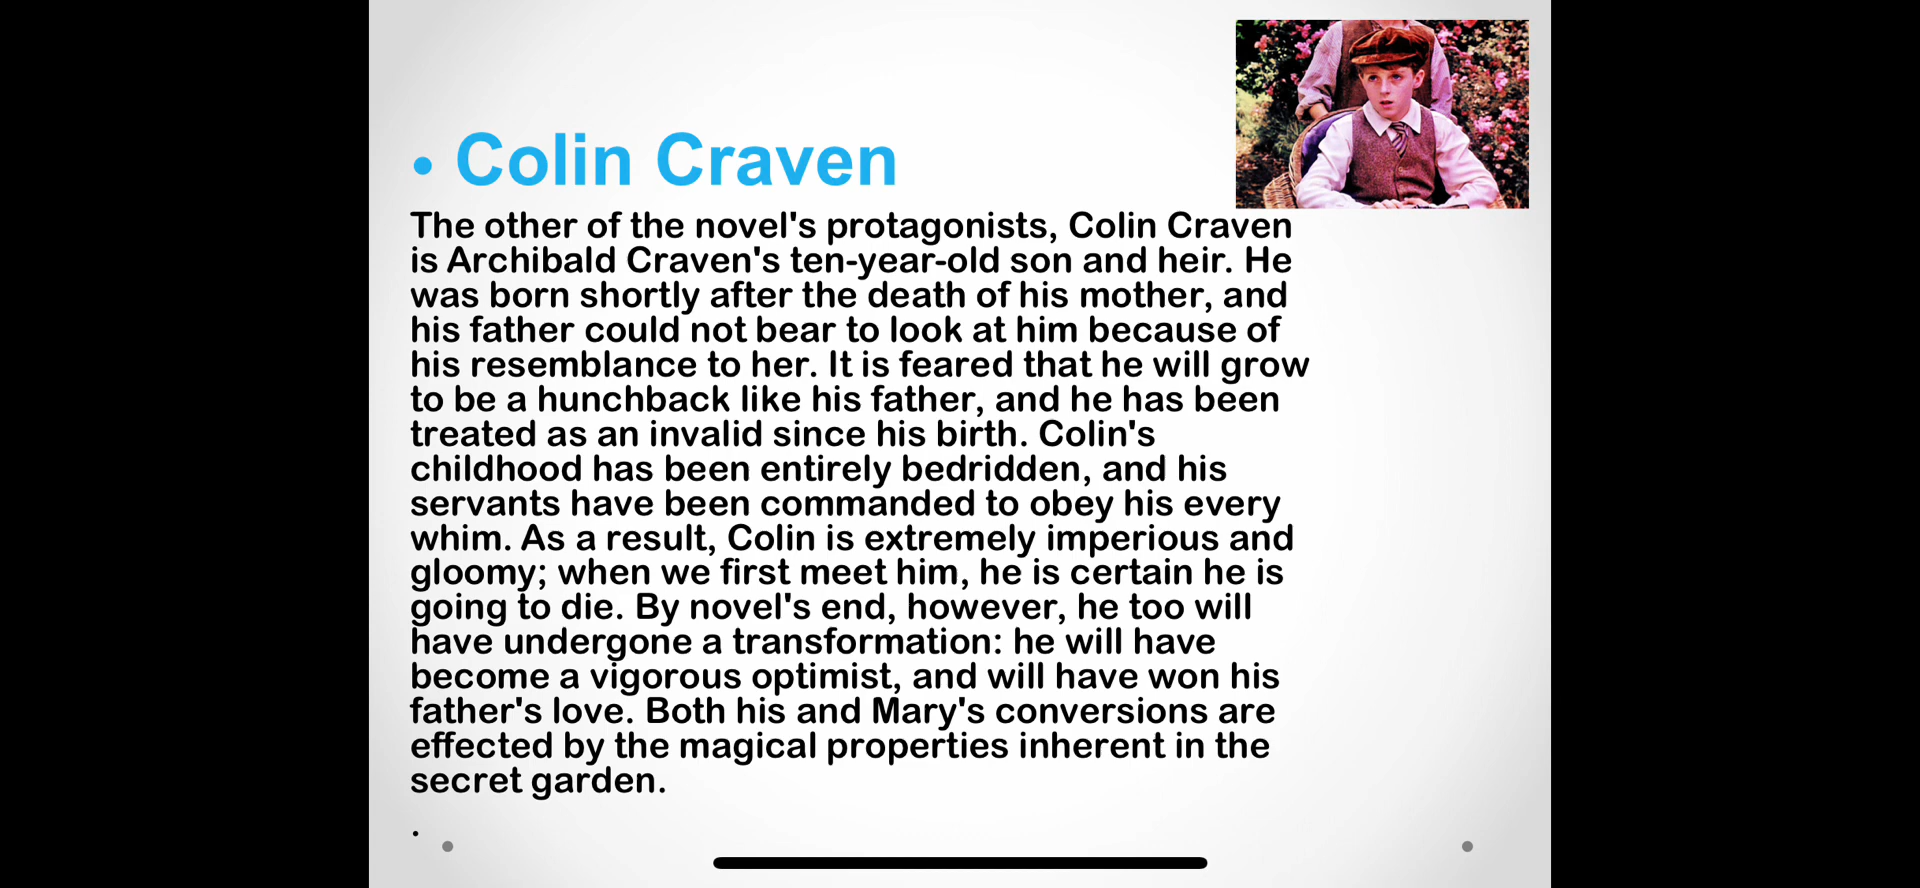 • Colin Craven
The other of the novel's protagonists, Colin Craven
is Archibald Craven's ten-year-old son and heir. He
was born shortly after the death of his mother, and
his father could not bear to look at him because of
his resemblance to her. It is feared that he will grow
to be a hunchback like his father, and he has been
treated as an invalid since his birth. Colin's
childhood has been entirely bedridden, and his
servants have been commanded to obey his every
whim. As a result, Colin is extremely imperious and
gloomy; when we first meet him, he is certain he is
going to die. By novel's end, however, he too will
have undergone a transformation: he will have
become a vigorous optimist, and will have won his
father's love. Both his and Mary's conversions are
effected by the magical properties inherent in the
secret garden.
.